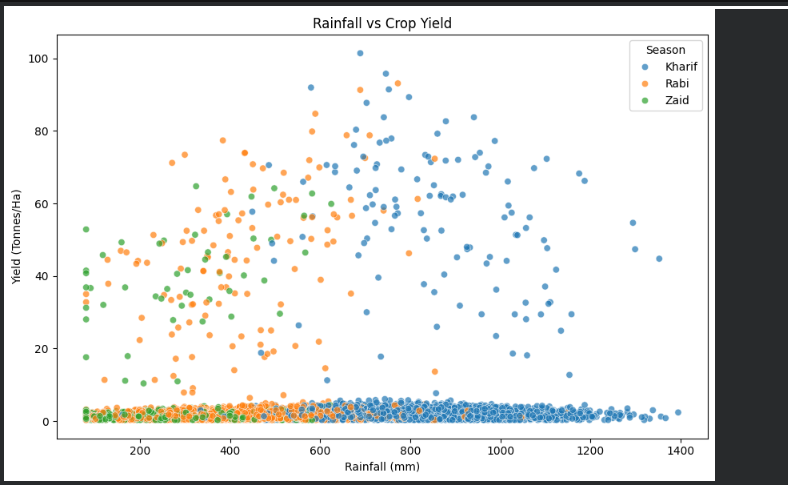 Rainfall vs Crop Yield
Season
Kharif
Rabi
Zaid
Yield (Tonnes/Ha)
100
80
60
40
20
0
200 400 600 800 1000 1200 1400
Rainfall (mm)